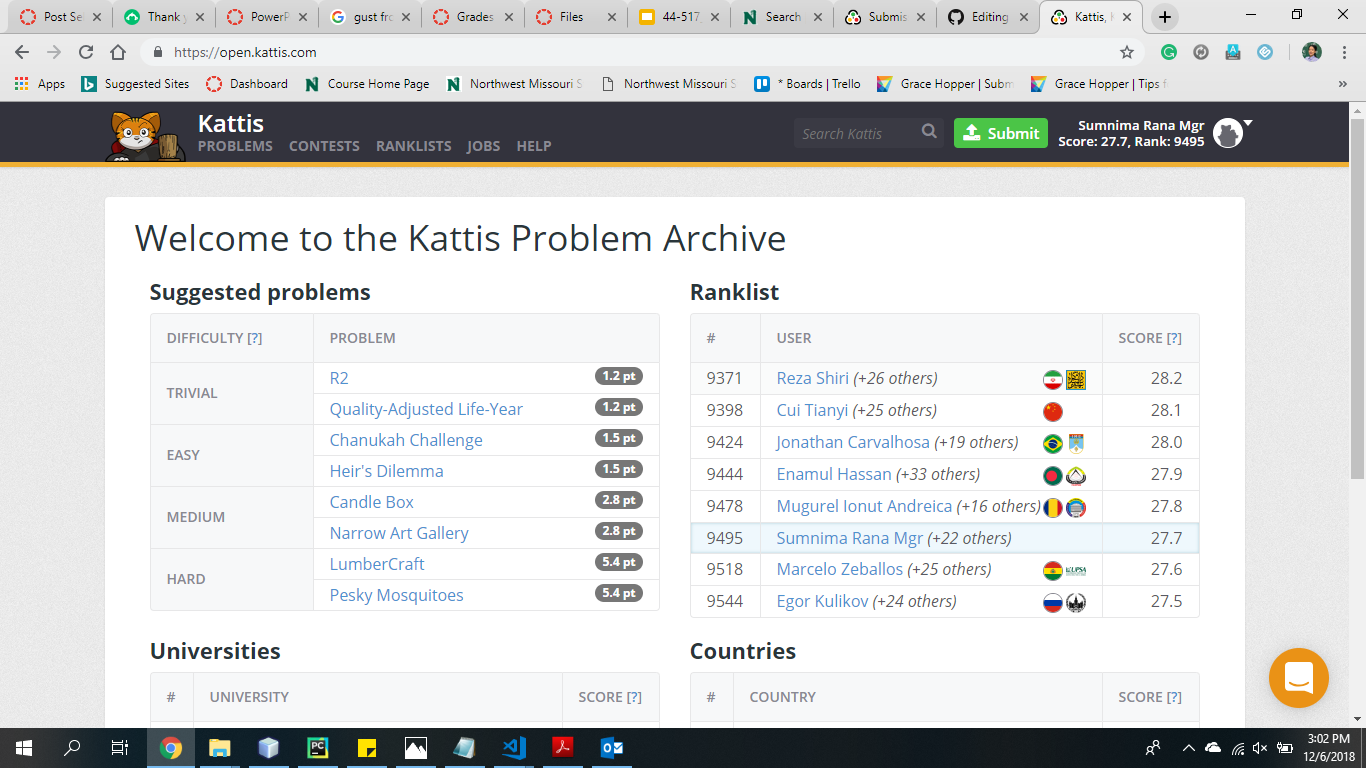 Post Se
Thank y
PowerP
gust fro
Grades
Files
44-517
Search
Submis
Editing
Kattis,
https://open.kattis.com
Apps Suggested Sites Dashboard Course Home Page Northwest Missouri S Northwest Missouri S * Boards | Trello Grace Hopper | Subm Grace Hopper | Tips f »
Kattis
PROBLEMS CONTESTS RANKLISTS JOBS HELP
Search Kattis
Submit
Sumnima Rana Mgr
Score: 27.7, Rank: 9495
Welcome to the Kattis Problem Archive
Suggested problems
DIFFICULTY [?] PROBLEM
TRIVIAL
R2 1.2 pt
Quality-Adjusted Life-Year 1.2 pt
EASY
Chanukah Challenge 1.5 pt
Heir's Dilemma 1.5 pt
MEDIUM
Candle Box 2.8 pt
Narrow Art Gallery 2.8 pt
HARD
LumberCraft 5.4 pt
Pesky Mosquitoes 5.4 pt
Ranklist
# USER SCORE [?]
9371 Reza Shiri (+26 others) 28.2
9398 Cui Tianyi (+25 others) 28.1
9424 Jonathan Carvalhosa (+19 others) 28.0
9444 Enamul Hassan (+33 others) 27.9
9478 Mugurel Ionut Andreica (+16 others) 27.8
9495 Sumnima Rana Mgr (+22 others) 27.7
9518 Marcelo Zeballos (+25 others) 27.6
9544 Egor Kulikov (+24 others) 27.5
Universities
# UNIVERSITY SCORE [?]
Countries
# COUNTRY SCORE [?]
3:02 PM
12/6/2018